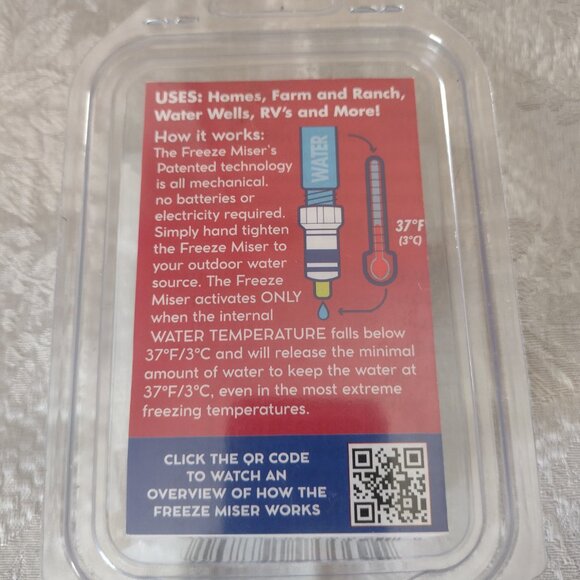 USES: Homes, Farm and Ranch,
Water Wells, RV's and More!
How it works:
The Freeze Miser's
Patented technology
is all mechanical.
no batteries or
electricity required.
Simply hand tighten
the Freeze Miser to
your outdoor water
source. The Freeze
Miser activates ONLY
when the internal
WATER TEMPERATURE falls below
37°F/3°C and will release the minimal
amount of water to keep the water at
37°F/3°C, even in the most extreme
freezing temperatures.
WATER
37°F
(3°C)
CLICK THE QR CODE
TO WATCH AN
OVERVIEW OF HOW THE
FREEZE MISER WORKS